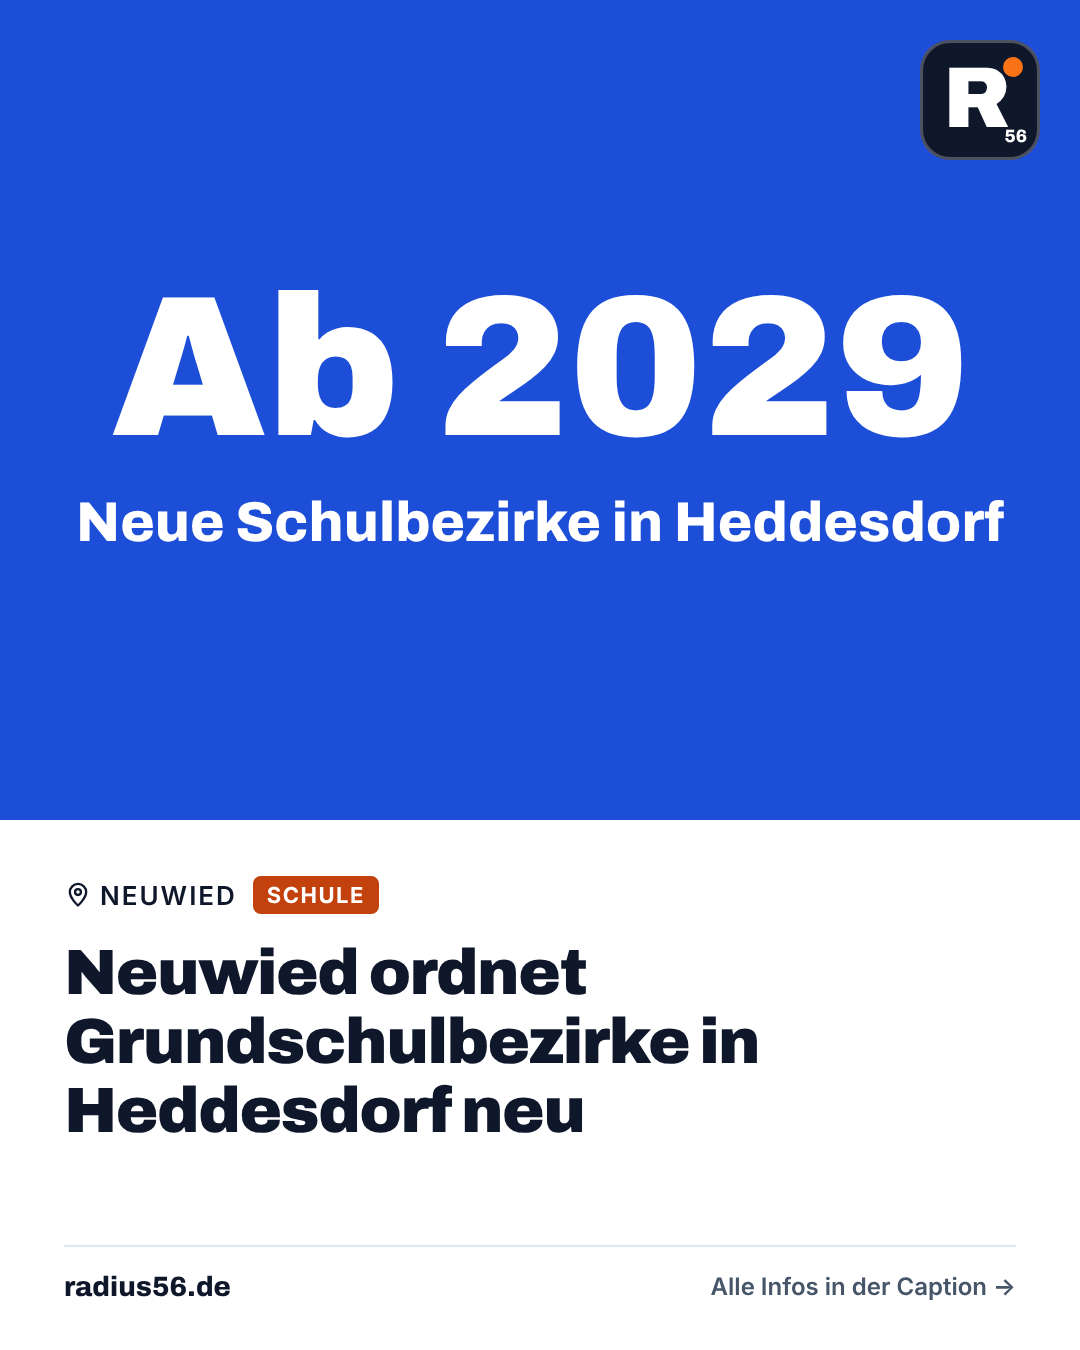 R
56
Ab 2029
Neue Schulbezirke in Heddesdorf
NEUWIED
SCHULE
Neuwied ordnet
Grundschulbezirke in
Heddesdorf neu
radius56.de
Alle Infos in der Caption →